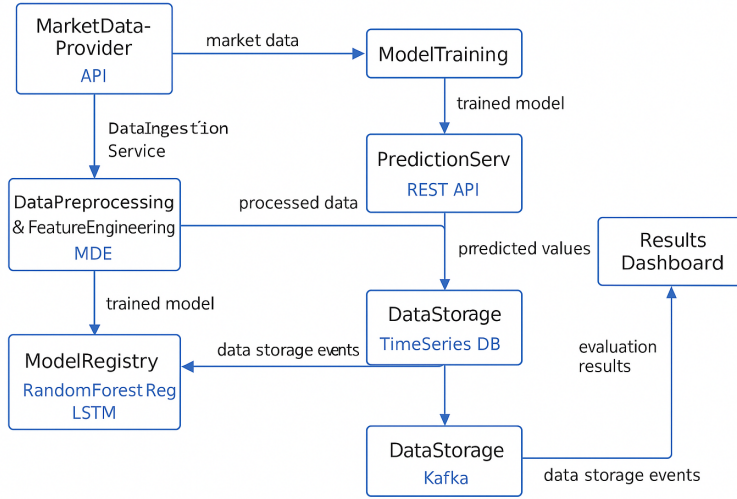 MarketData-
Provider
API
market data
ModelTraining
DataIngestion
Service
trained model
PredictionServ
REST API
DataPreprocessing
& FeatureEngineering
MDE
processed data
predicted values
Results
Dashboard
trained model
DataStorage
TimeSeries DB
ModelRegistry
RandomForest Reg
LSTM
data storage events
evaluation
results
DataStorage
Kafka
data storage events